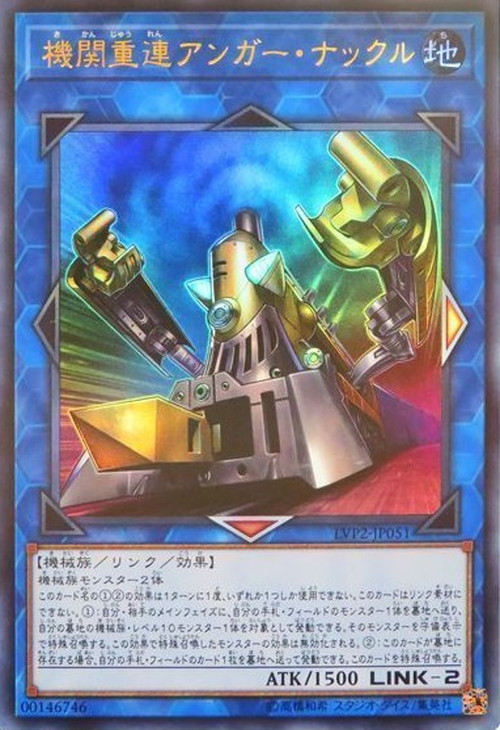 機関重連アンガー・ナックル 地
LVP2-JP051
【機械族/リンク/効果】
機械族モンスター2体
このカード名の①②の効果は1ターンに1度、いずれか1つしか使用できない。このカードはリンク素材
にできない。①:自分・相手のメインフェイズに、自分の手札・フィールドのモンスター1体を墓地へ送り、
自分の墓地の機械族・レベル10モンスター1体を対象として発動できる。そのモンスターを守備表示
で特殊召喚する。この効果で特殊召喚したモンスターの効果は無効化される。②:このカードが墓地に
存在する場合、自分の手札・フィールドのカード1枚を墓地へ送って発動できる。このカードを特殊召喚する。
ATK/1500 LINK-2
00146746 ©高橋和希 スタジオ・ダイス/集英社